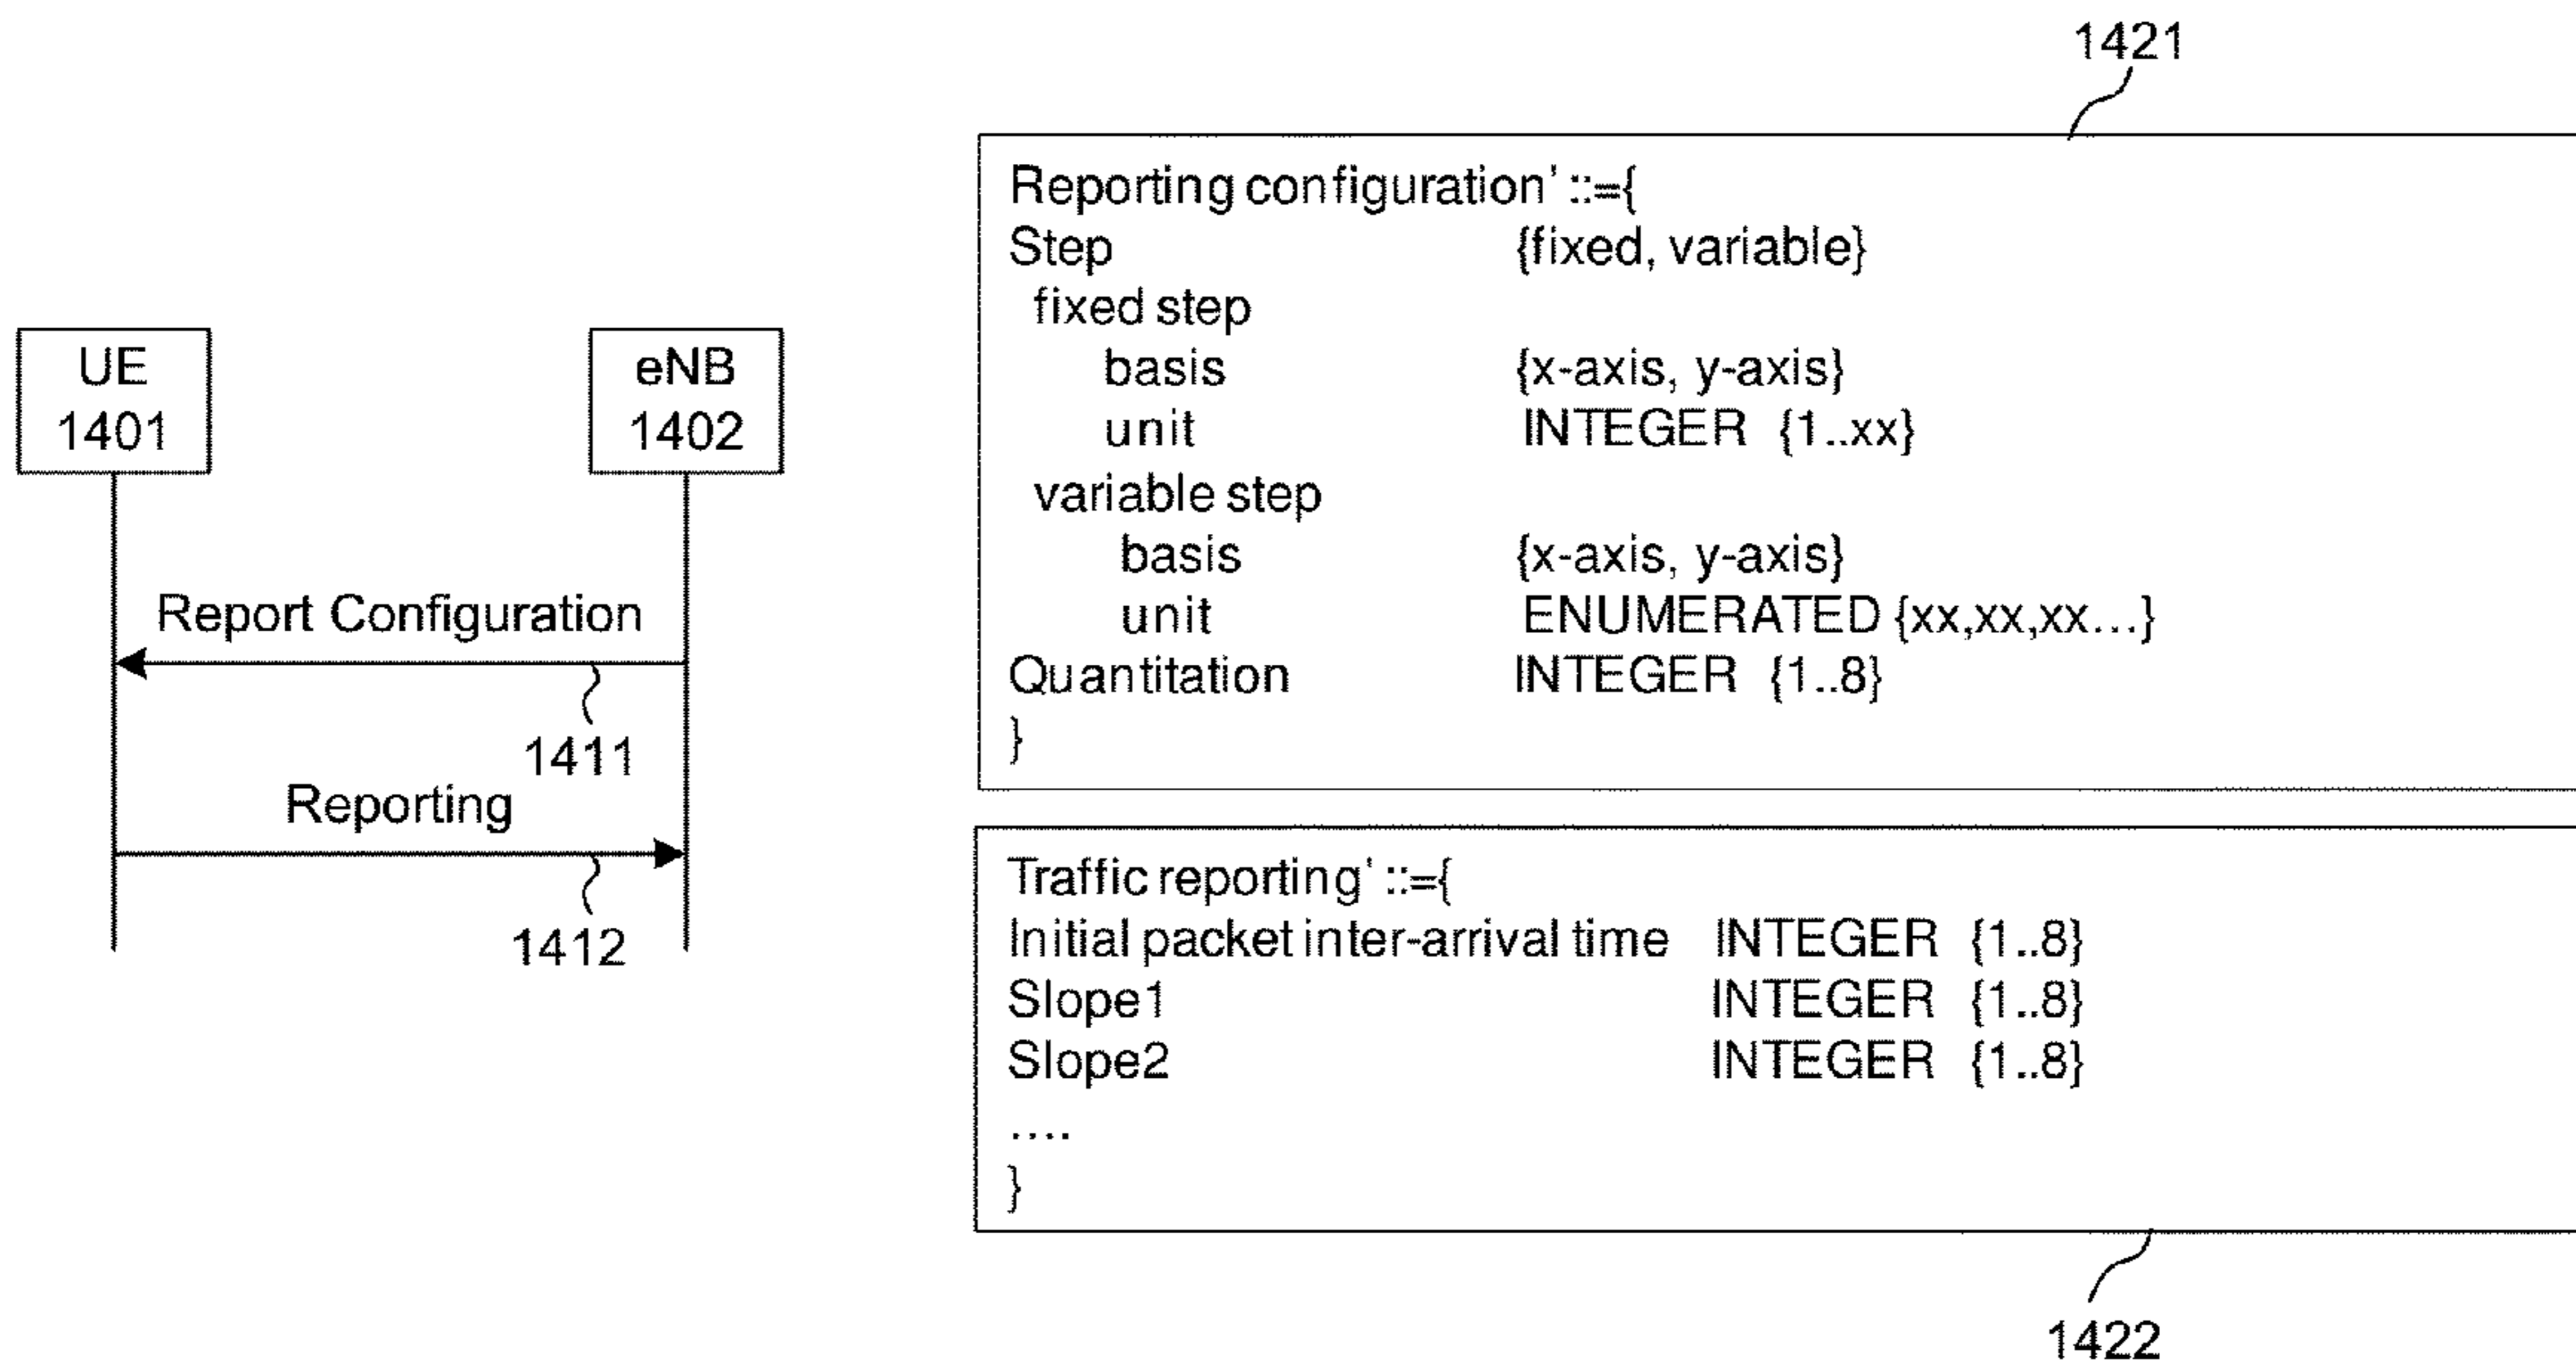 UE
1401
eNB
1402
Report Configuration
1411
Reporting
1412
1421
Reporting configuration' ::={
Step {fixed, variable}
fixed step
basis {x-axis, y-axis}
unit INTEGER {1..xx}
variable step
basis {x-axis, y-axis}
unit ENUMERATED {xx,xx,xx...}
Quantitation INTEGER {1..8}
}
Traffic reporting' ::={
Initial packet inter-arrival time INTEGER {1..8}
Slope1 INTEGER {1..8}
Slope2 INTEGER {1..8}
....
}
1422